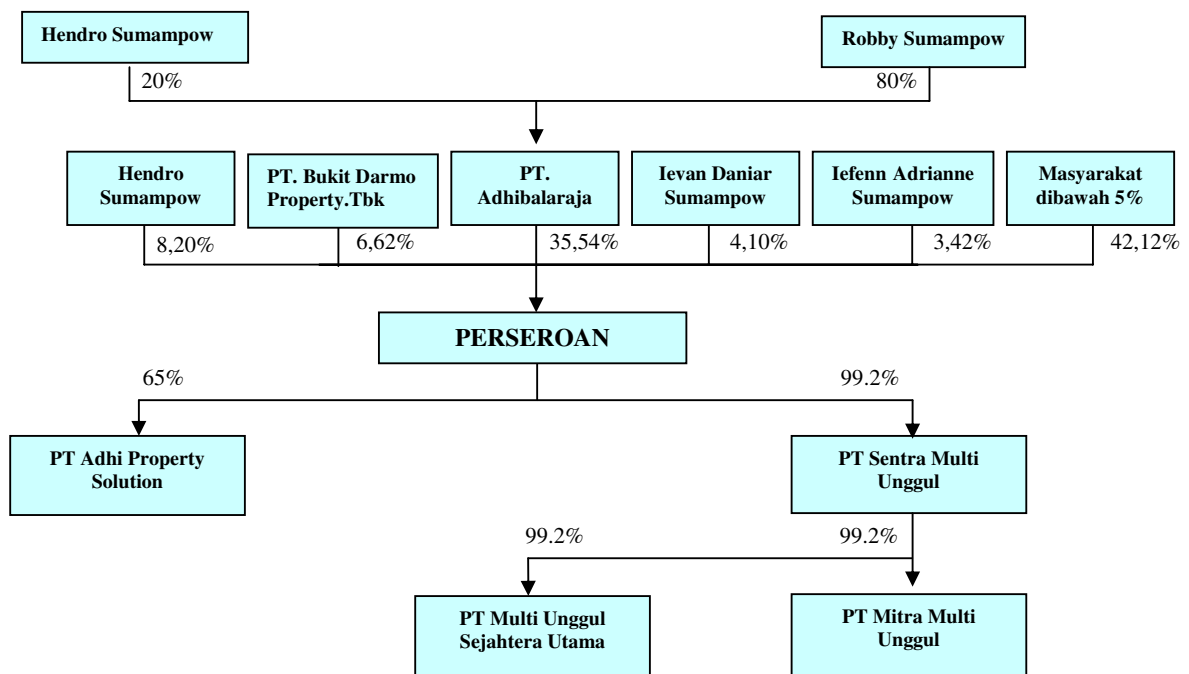 Hendro Sumampow
Robby Sumampow
20%
80%
Hendro
Sumampow
PT. Bukit Darmo
Property.Tbk
PT.
Adhibalaraja
Ievan Daniar
Sumampow
Iefenn Adrianne
Sumampow
Masyarakat
dibawah 5%
8,20%
6,62%
35,54%
4,10%
3,42%
42,12%
PERSEROAN
65%
99.2%
PT Adhi Property
Solution
PT Sentra Multi
Unggul
99.2%
99.2%
PT Multi Unggul
Sejahtera Utama
PT Mitra Multi
Unggul